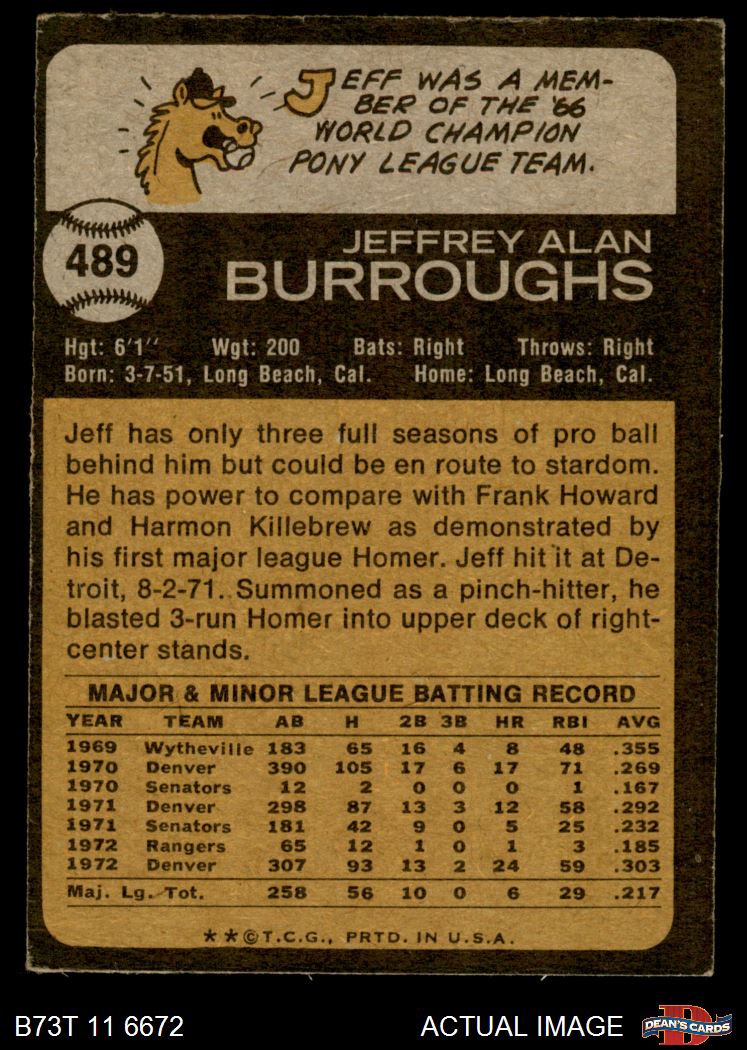 JEFF WAS A MEM-
BER OF THE '66
WORLD CHAMPION
PONY LEAGUE TEAM.
489
JEFFREY ALAN
BURROUGHS
Hgt: 6'1'' Wgt: 200 Bats: Right Throws: Right
Born: 3-7-51, Long Beach, Cal. Home: Long Beach, Cal.
Jeff has only three full seasons of pro ball
behind him but could be en route to stardom.
He has power to compare with Frank Howard
and Harmon Killebrew as demonstrated by
his first major league Homer. Jeff hit it at De-
troit, 8-2-71. Summoned as a pinch-hitter, he
blasted 3-run Homer into upper deck of right-
center stands.
MAJOR & MINOR LEAGUE BATTING RECORD
YEAR TEAM AB H 2B 3B HR RBI AVG
1969 Wytheville 183 65 16 4 8 48 .355
1970 Denver 390 105 17 6 17 71 .269
1970 Senators 12 2 0 0 0 1 .167
1971 Denver 298 87 13 3 12 58 .292
1971 Senators 181 42 9 0 5 25 .232
1972 Rangers 65 12 1 0 1 3 .185
1972 Denver 307 93 13 2 24 59 .303
Maj. Lg. Tot. 258 56 10 0 6 29 .217
**©T.C.G., PRTD. IN U.S.A.
B73T 11 6672 ACTUAL IMAGE DEAN'S CARDS